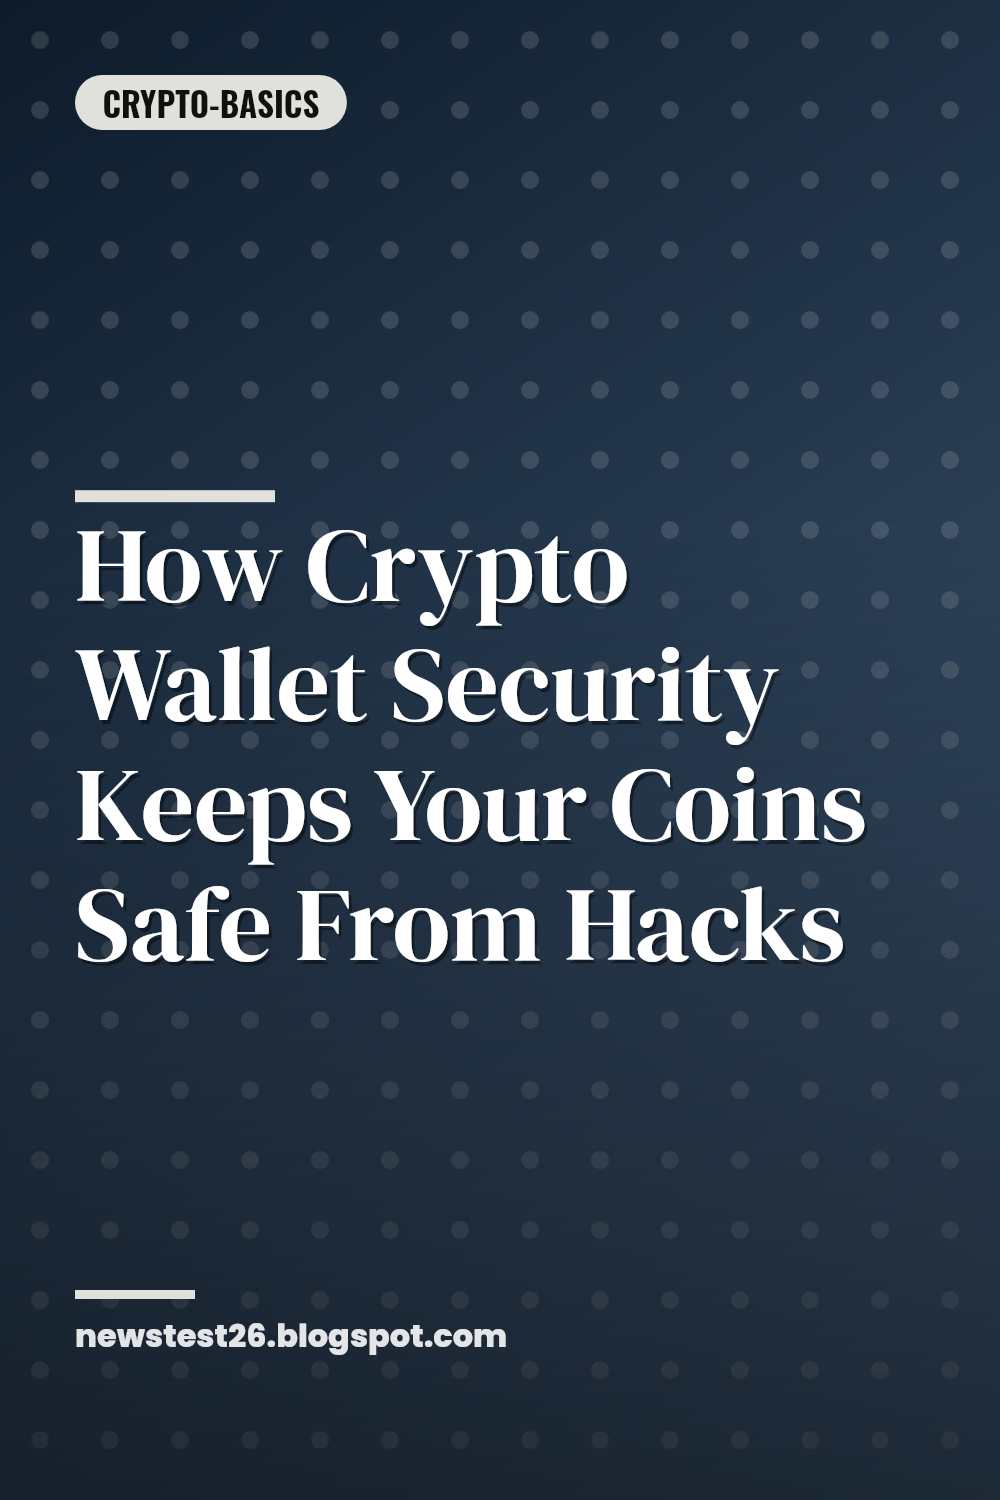 CRYPTO-BASICS
How Crypto
Wallet Security
Keeps Your Coins
Safe From Hacks
newstest26.blogspot.com